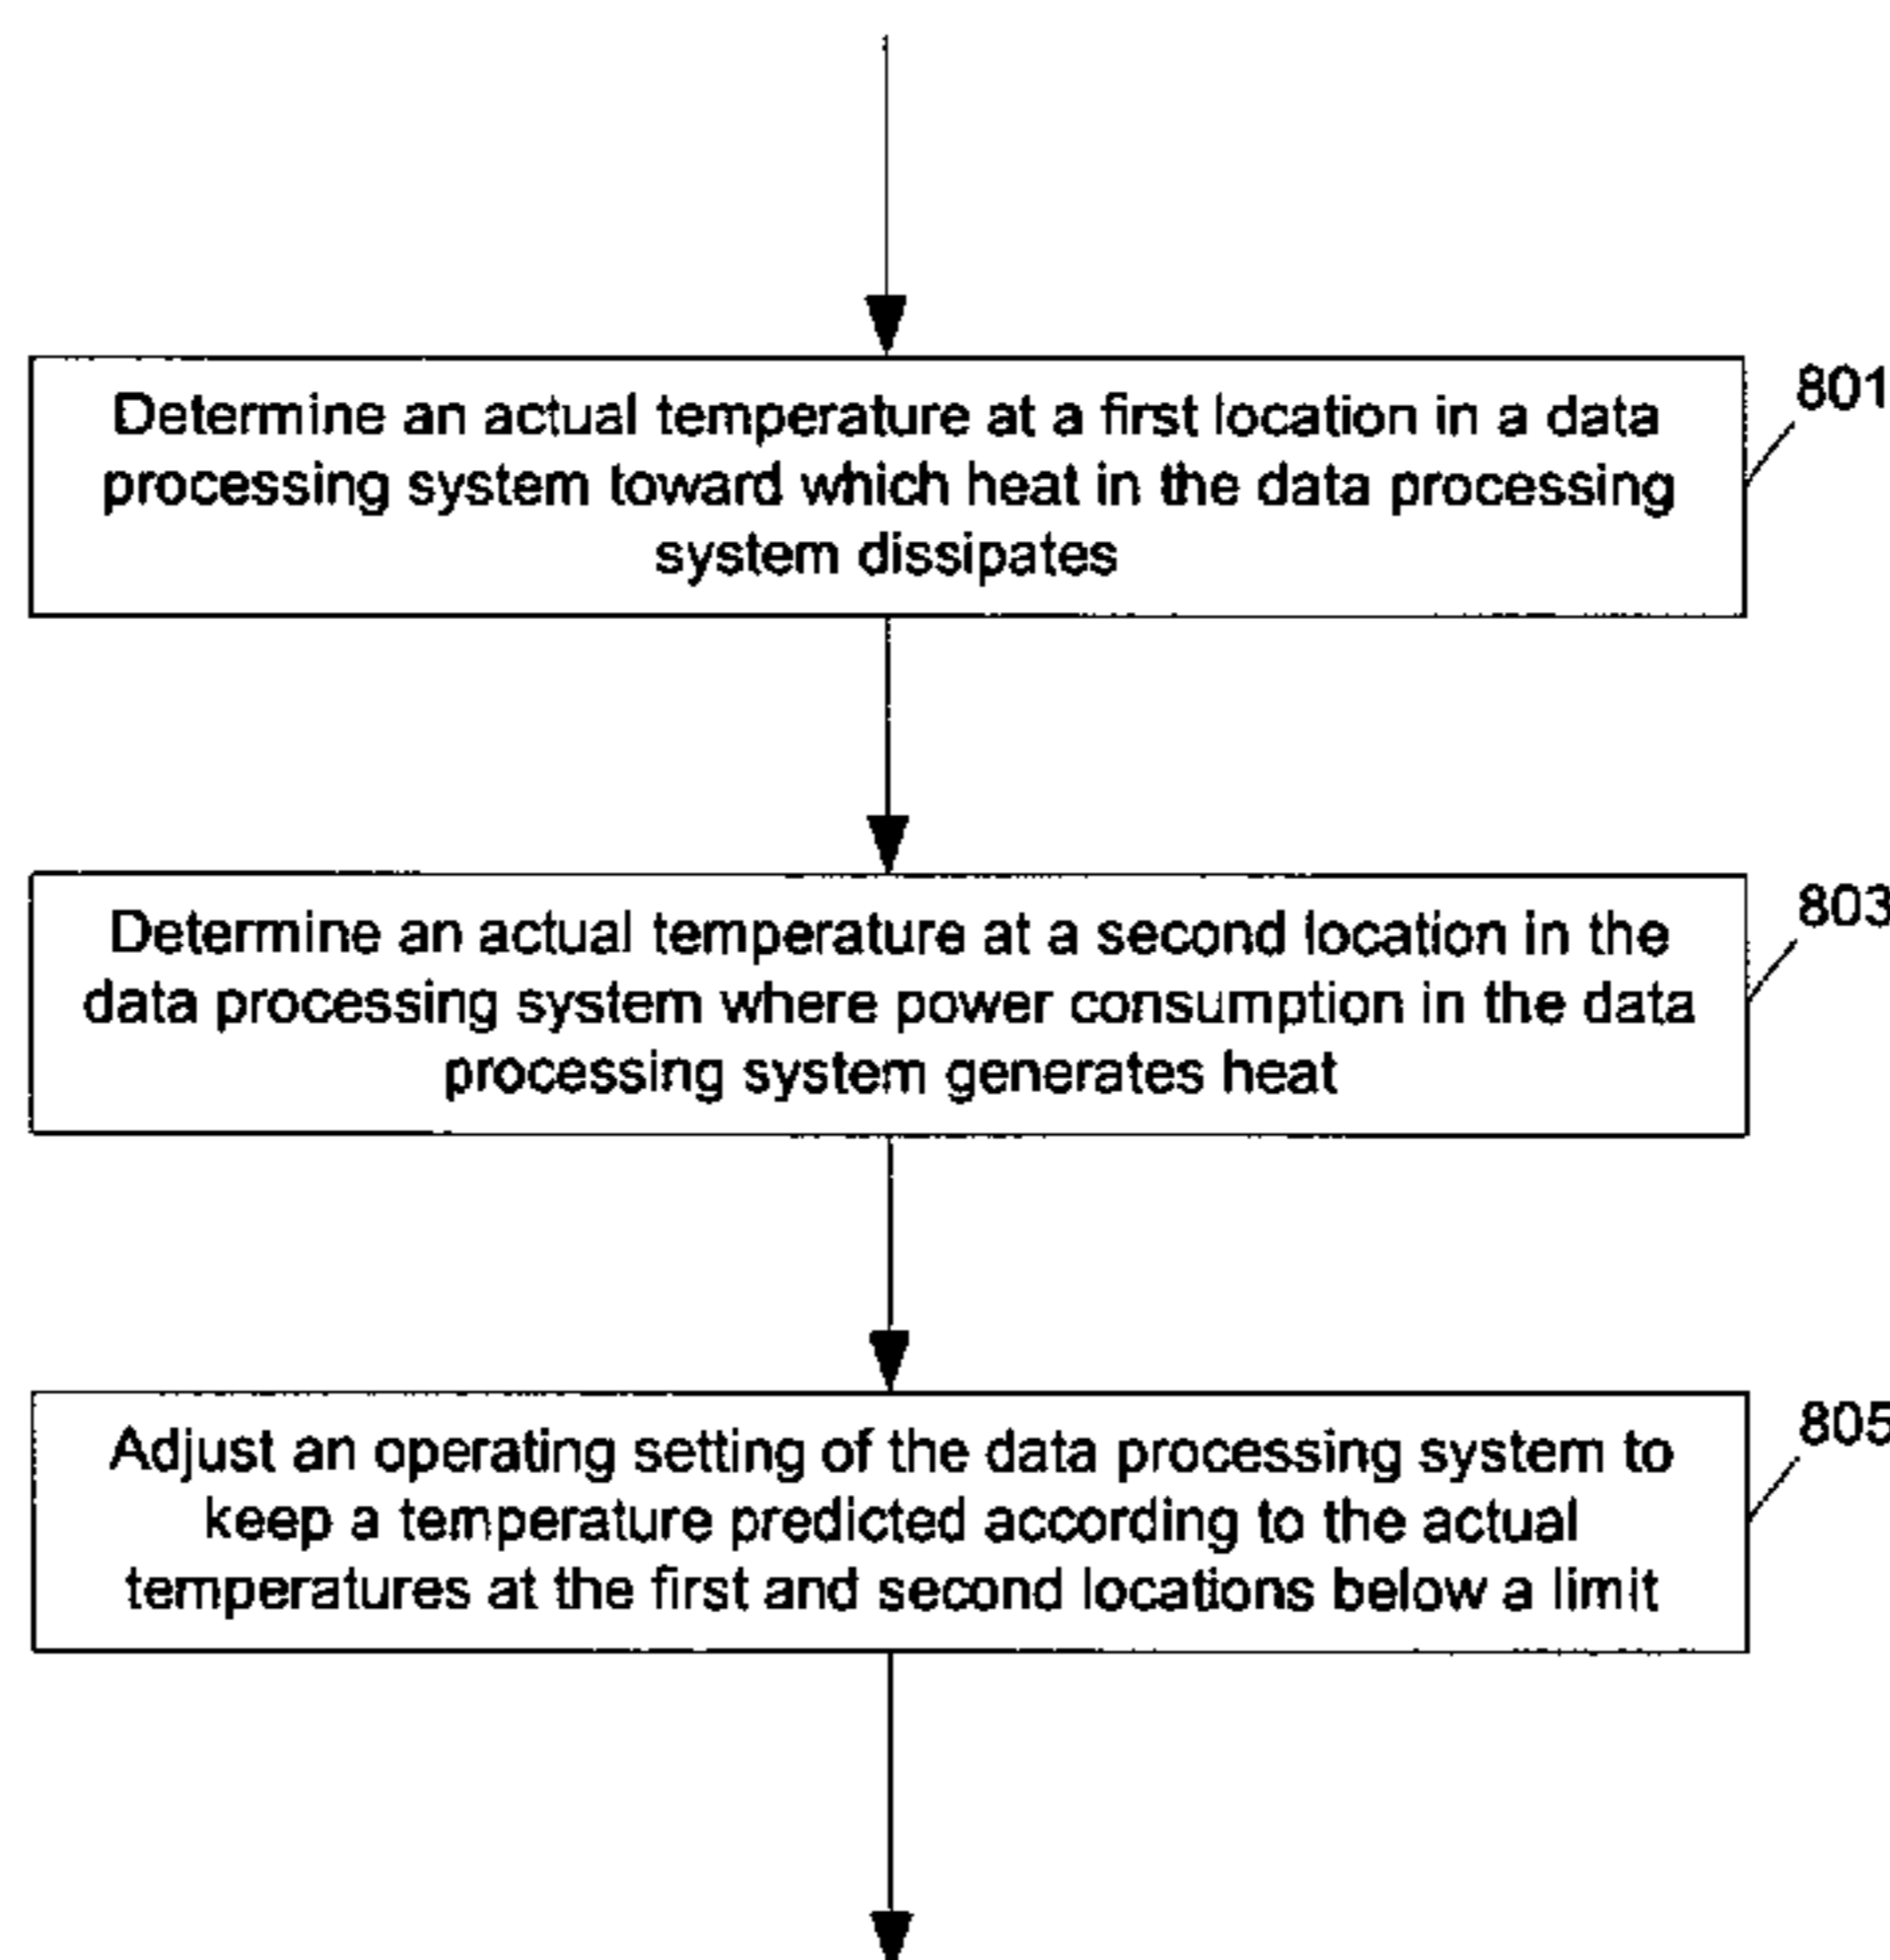 Determine an actual temperature at a first location in a data
processing system toward which heat in the data processing
system dissipates
801
Determine an actual temperature at a second location in the
data processing system where power consumption in the data
processing system generates heat
803
Adjust an operating setting of the data processing system to
keep a temperature predicted according to the actual
temperatures at the first and second locations below a limit
805